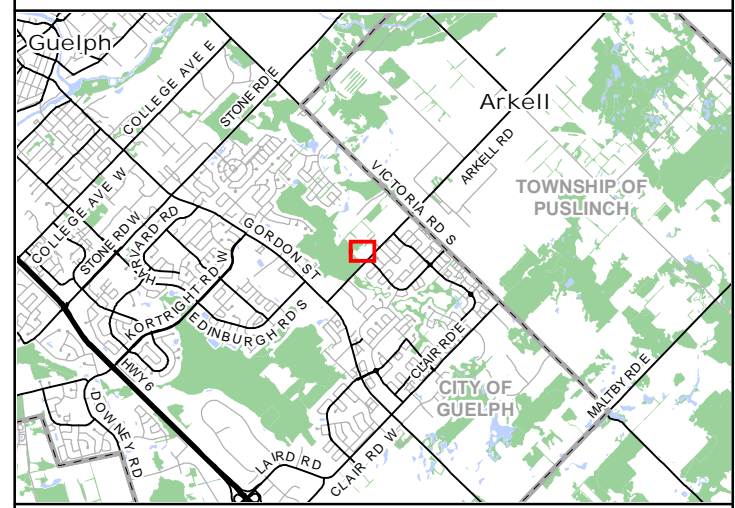 Guelph
COLLEGE AVE E
STONE RD E
Arkell
ARKELL RD
VICTORIA RD S
TOWNSHIP OF
PUSLINCH
COLLEGE AVE W
STONE RD W
HARVARD RD
GORDON ST
KORTRIGHT RD W
EDINBURGH RD S
HWY 6
CLAIR RD E
MALTBY RD E
CITY OF
GUELPH
DOWNEY RD
LAIRD RD
CLAIR RD W